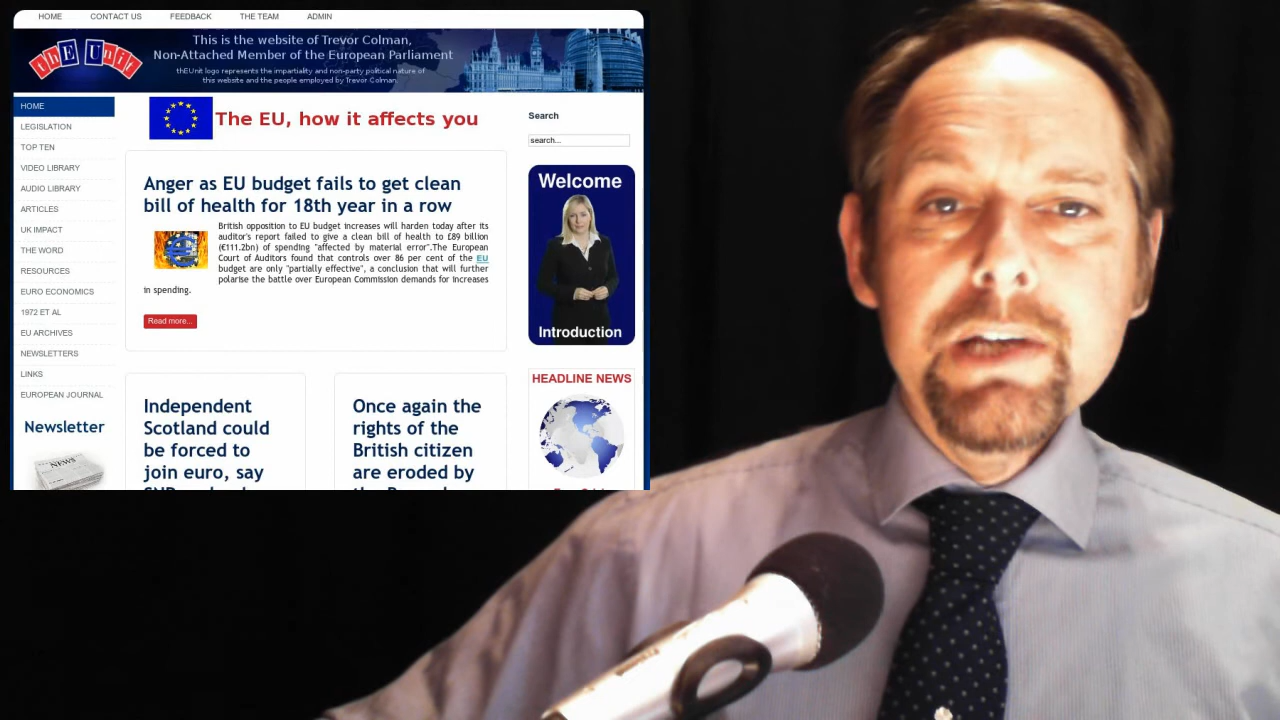 HOME CONTACT US FEEDBACK THE TEAM ADMIN
thEUnit
This is the website of Trevor Colman,
Non-Attached Member of the European Parliament
thEUnit logo represents the impartiality and non-party political nature of
this website and the people employed by Trevor Colman.
HOME
LEGISLATION
TOP TEN
VIDEO LIBRARY
AUDIO LIBRARY
ARTICLES
UK IMPACT
THE WORD
RESOURCES
EURO ECONOMICS
1972 ET AL
EU ARCHIVES
NEWSLETTERS
LINKS
EUROPEAN JOURNAL
Newsletter
NEWS
The EU, how it affects you
Anger as EU budget fails to get clean
bill of health for 18th year in a row
British opposition to EU budget increases will harden today after its
auditor's report failed to give a clean bill of health to £89 billion
(€111.2bn) of spending "affected by material error".The European
Court of Auditors found that controls over 86 per cent of the EU
budget are only "partially effective", a conclusion that will further
polarise the battle over European Commission demands for increases
in spending.
Read more...
Independent
Scotland could
be forced to
join euro, say
Once again the
rights of the
British citizen
are eroded by
Search
search...
Welcome
Introduction
HEADLINE NEWS